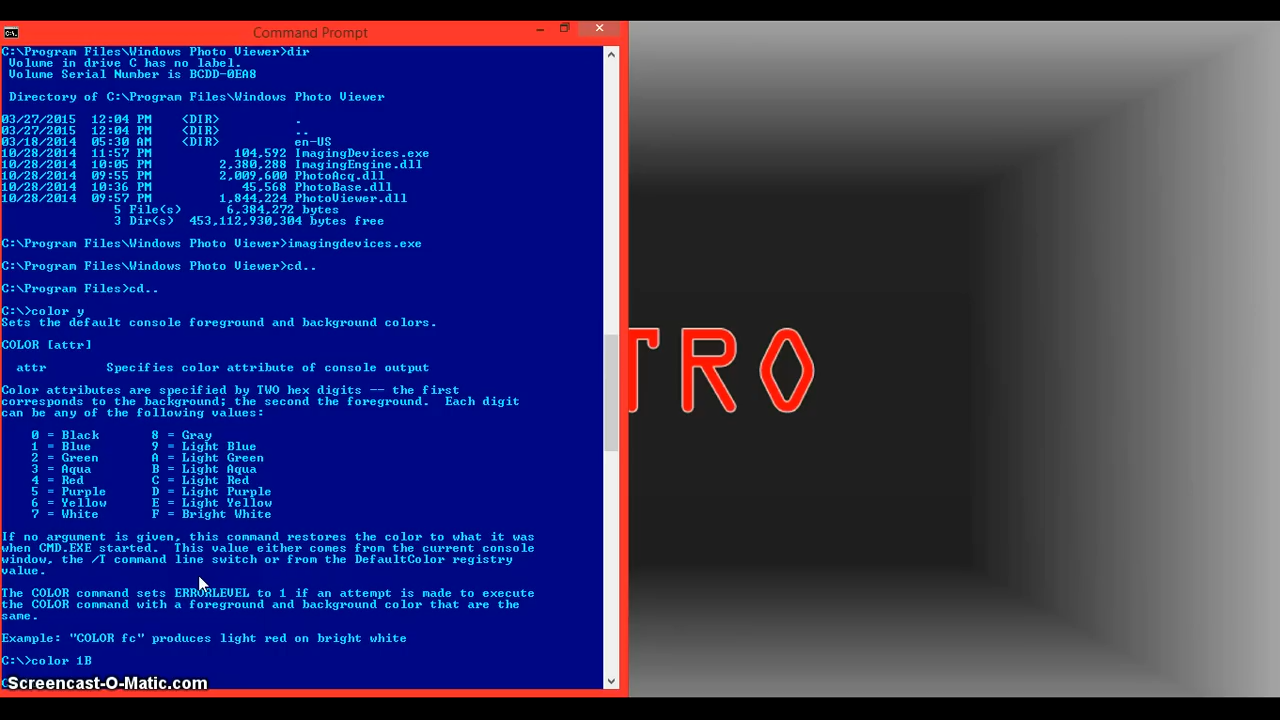 Command Prompt
C:\Program Files\Windows Photo Viewer>dir
Volume in drive C has no label.
Volume Serial Number is BCDD-0EA8
Directory of C:\Program Files\Windows Photo Viewer
03/27/2015 12:04 PM <DIR> .
03/27/2015 12:04 PM <DIR> ..
03/18/2014 05:30 AM <DIR> en-US
10/28/2014 11:57 PM 104,592 ImagingDevices.exe
10/28/2014 10:05 PM 2,380,288 ImagingEngine.dll
10/28/2014 09:55 PM 2,009,600 PhotoAcq.dll
10/28/2014 10:36 PM 45,568 PhotoBase.dll
10/28/2014 09:57 PM 1,844,224 PhotoViewer.dll
5 File(s) 6,384,272 bytes
3 Dir(s) 453,112,930,304 bytes free
C:\Program Files\Windows Photo Viewer>imagingdevices.exe
C:\Program Files\Windows Photo Viewer>cd..
C:\Program Files>cd..
C:\>color y
Sets the default console foreground and background colors.
COLOR [attr]
attr Specifies color attribute of console output
Color attributes are specified by TWO hex digits -- the first
corresponds to the background; the second the foreground. Each digit
can be any of the following values:
0 = Black 8 = Gray
1 = Blue 9 = Light Blue
2 = Green A = Light Green
3 = Aqua B = Light Aqua
4 = Red C = Light Red
5 = Purple D = Light Purple
6 = Yellow E = Light Yellow
7 = White F = Bright White
If no argument is given, this command restores the color to what it was
when CMD.EXE started. This value either comes from the current console
window, the /T command line switch or from the DefaultColor registry
value.
The COLOR command sets ERRORLEVEL to 1 if an attempt is made to execute
the COLOR command with a foreground and background color that are the
same.
Example: "COLOR fc" produces light red on bright white
C:\>color 1B
Screencast-O-Matic.com
TRO